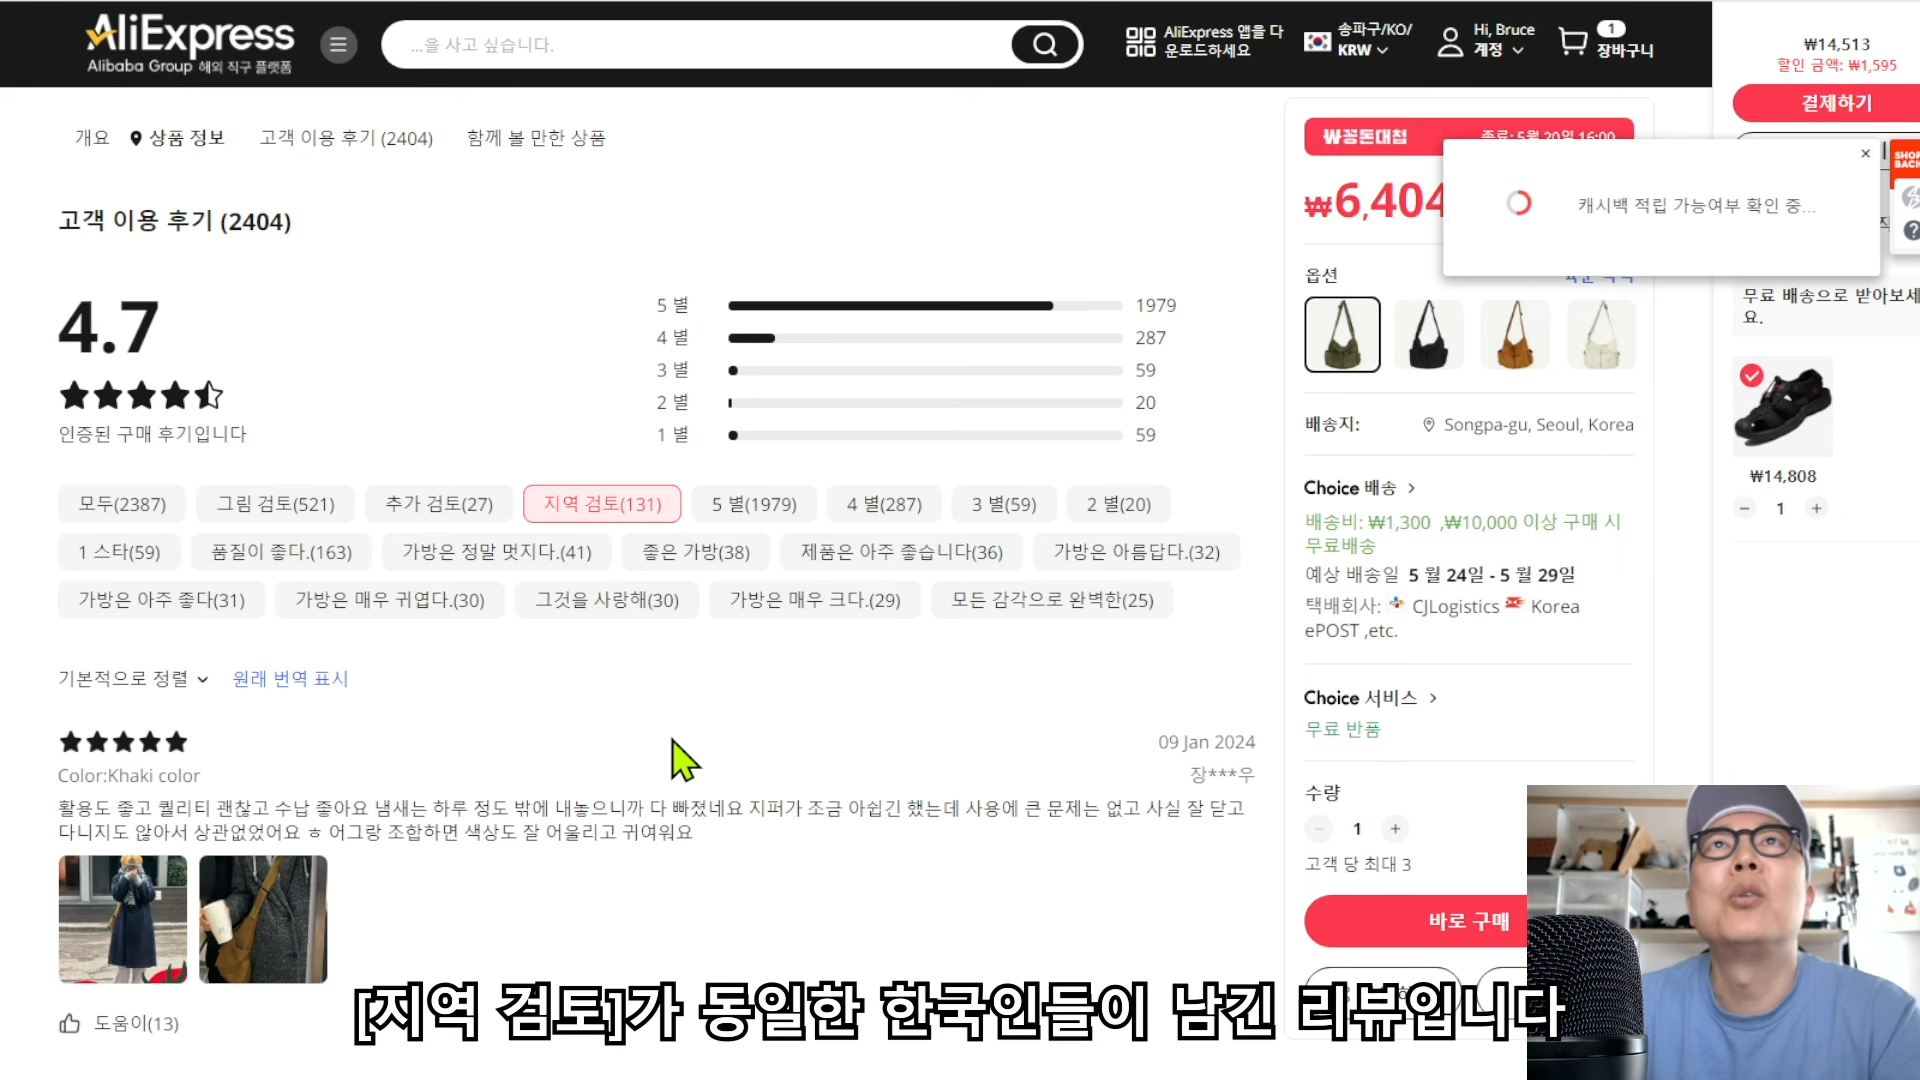 AliExpress
Alibaba Group 해외 직구 플랫폼
...을 사고 싶습니다.
AliExpress 앱을 다
운로드하세요
송파구/KO/
KRW
Hi, Bruce
계정
1
장바구니
개요
상품 정보
고객 이용 후기 (2404)
함께 볼 만한 상품
고객 이용 후기 (2404)
4.7
인증된 구매 후기입니다
5 별 1979
4 별 287
3 별 59
2 별 20
1 별 59
모두(2387)
그림 검토(521)
추가 검토(27)
지역 검토(131)
5 별(1979)
4 별(287)
3 별(59)
2 별(20)
1 스타(59)
품질이 좋다.(163)
가방은 정말 멋지다.(41)
좋은 가방(38)
제품은 아주 좋습니다(36)
가방은 아름답다.(32)
가방은 아주 좋다(31)
가방은 매우 귀엽다.(30)
그것을 사랑해(30)
가방은 매우 크다.(29)
모든 감각으로 완벽한(25)
기본적으로 정렬
원래 번역 표시
09 Jan 2024
Color:Khaki color
장***우
활용도 좋고 퀄리티 괜찮고 수납 좋아요 냄새는 하루 정도 밖에 내놓으니까 다 빠졌네요 지퍼가 조금 아쉽긴 했는데 사용에 큰 문제는 없고 사실 잘 닫고
다니지도 않아서 상관없었어요 ㅎ 어그랑 조합하면 색상도 잘 어울리고 귀여워요
도움이(13)
₩꽁돈대첩
종료: 5월 20일 16:00
₩6,404
옵션
배송지:
Songpa-gu, Seoul, Korea
Choice 배송
배송비: ₩1,300 ,₩10,000 이상 구매 시
무료배송
예상 배송일 5 월 24일 - 5 월 29일
택배회사: CJLogistics Korea
ePOST ,etc.
Choice 서비스
무료 반품
수량
1
고객 당 최대 3
바로 구매
₩14,513
할인 금액: ₩1,595
결제하기
캐시백 적립 가능여부 확인 중...
SHOP
BACK
무료 배송으로 받아보세
요.
₩14,808
1
[지역 검토]가 동일한 한국인들이 남긴 리뷰입니다